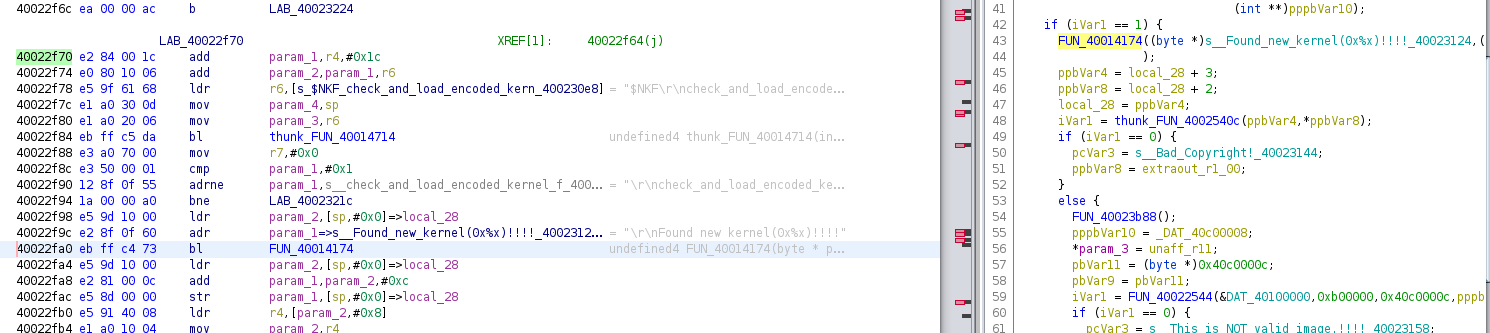 40022f6c ea 00 00 ac b LAB_40023224
LAB_40022f70 XREF[1]: 40022f64(j)
40022f70 e2 84 00 1c add param_1,r4,#0x1c
40022f74 e0 80 10 06 add param_2,param_1,r6
40022f78 e5 9f 61 68 ldr r6,[s_$NKF_check_and_load_encoded_kern_400230e8] = "$NKF\r\ncheck_and_load_encode...
40022f7c e1 a0 30 0d mov param_4,sp
40022f80 e1 a0 20 06 mov param_3,r6
40022f84 eb ff c5 da bl thunk_FUN_40014714 undefined4 thunk_FUN_40014714(in...
40022f88 e3 a0 70 00 mov r7,#0x0
40022f8c e3 50 00 01 cmp param_1,#0x1
40022f90 12 8f 0f 55 adrne param_1,s__check_and_load_encoded_kernel_f_400... = "\r\ncheck_and_load_encoded_ke...
40022f94 1a 00 00 a0 bne LAB_4002321c
40022f98 e5 9d 10 00 ldr param_2,[sp,#0x0]=>local_28
40022f9c e2 8f 0f 60 adr param_1=>s__Found_new_kernel(0x%x)!!!!_4002312... = "\r\nFound new kernel(0x%x)!!!!"
40022fa0 eb ff c4 73 bl FUN_40014174 undefined4 FUN_40014174(byte * p...
40022fa4 e5 9d 10 00 ldr param_2,[sp,#0x0]=>local_28
40022fa8 e2 81 00 0c add param_1,param_2,#0xc
40022fac e5 8d 00 00 str param_1,[sp,#0x0]=>local_28
40022fb0 e5 91 40 08 ldr r4,[param_2,#0x8]
40022fb4 e1 a0 10 04 mov param_2,r4
41 (int **)pppbVar10);
42 if (iVar1 == 1) {
43 FUN_40014174((byte *)s__Found_new_kernel(0x%x)!!!!_40023124,(
44 );
45 ppbVar4 = local_28 + 3;
46 ppbVar8 = local_28 + 2;
47 local_28 = ppbVar4;
48 iVar1 = thunk_FUN_4002540c(ppbVar4,*ppbVar8);
49 if (iVar1 == 0) {
50 pcVar3 = s__Bad_Copyright!_40023144;
51 ppbVar8 = extraout_r1_00;
52 }
53 else {
54 FUN_40023b88();
55 pppbVar10 = _DAT_40c00008;
56 *param_3 = unaff_r11;
57 pbVar11 = (byte *)0x40c0000c;
58 pbVar9 = pbVar11;
59 iVar1 = FUN_40022544(&DAT_40100000,0xb00000,0x40c0000c,pppb
60 if (iVar1 == 0) {
61 pcVar3 = s__This_is_NOT_valid_image.!!!!_40023158;